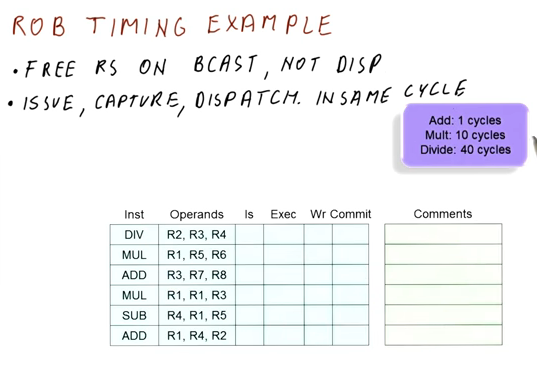 ROB TIMING EXAMPLE
• FREE RS ON BCAST, NOT DISP
• ISSUE, CAPTURE, DISPATCH. IN SAME CYCLE
Add: 1 cycles
Mult: 10 cycles
Divide: 40 cycles
Inst Operands Is Exec Wr Commit Comments
DIV R2, R3, R4
MUL R1, R5, R6
ADD R3, R7, R8
MUL R1, R1, R3
SUB R4, R1, R5
ADD R1, R4, R2